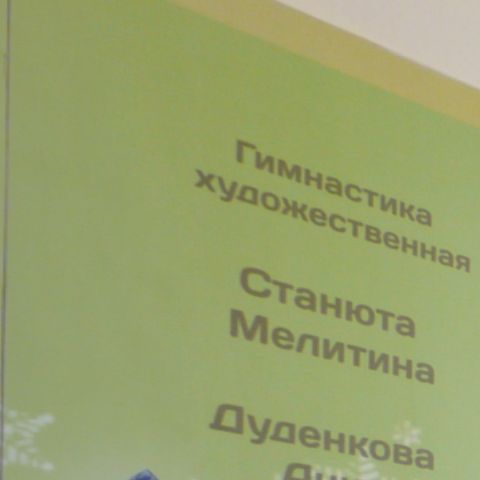 Гимнастика
художественная
Станюта
Мелитина
Дуденкова